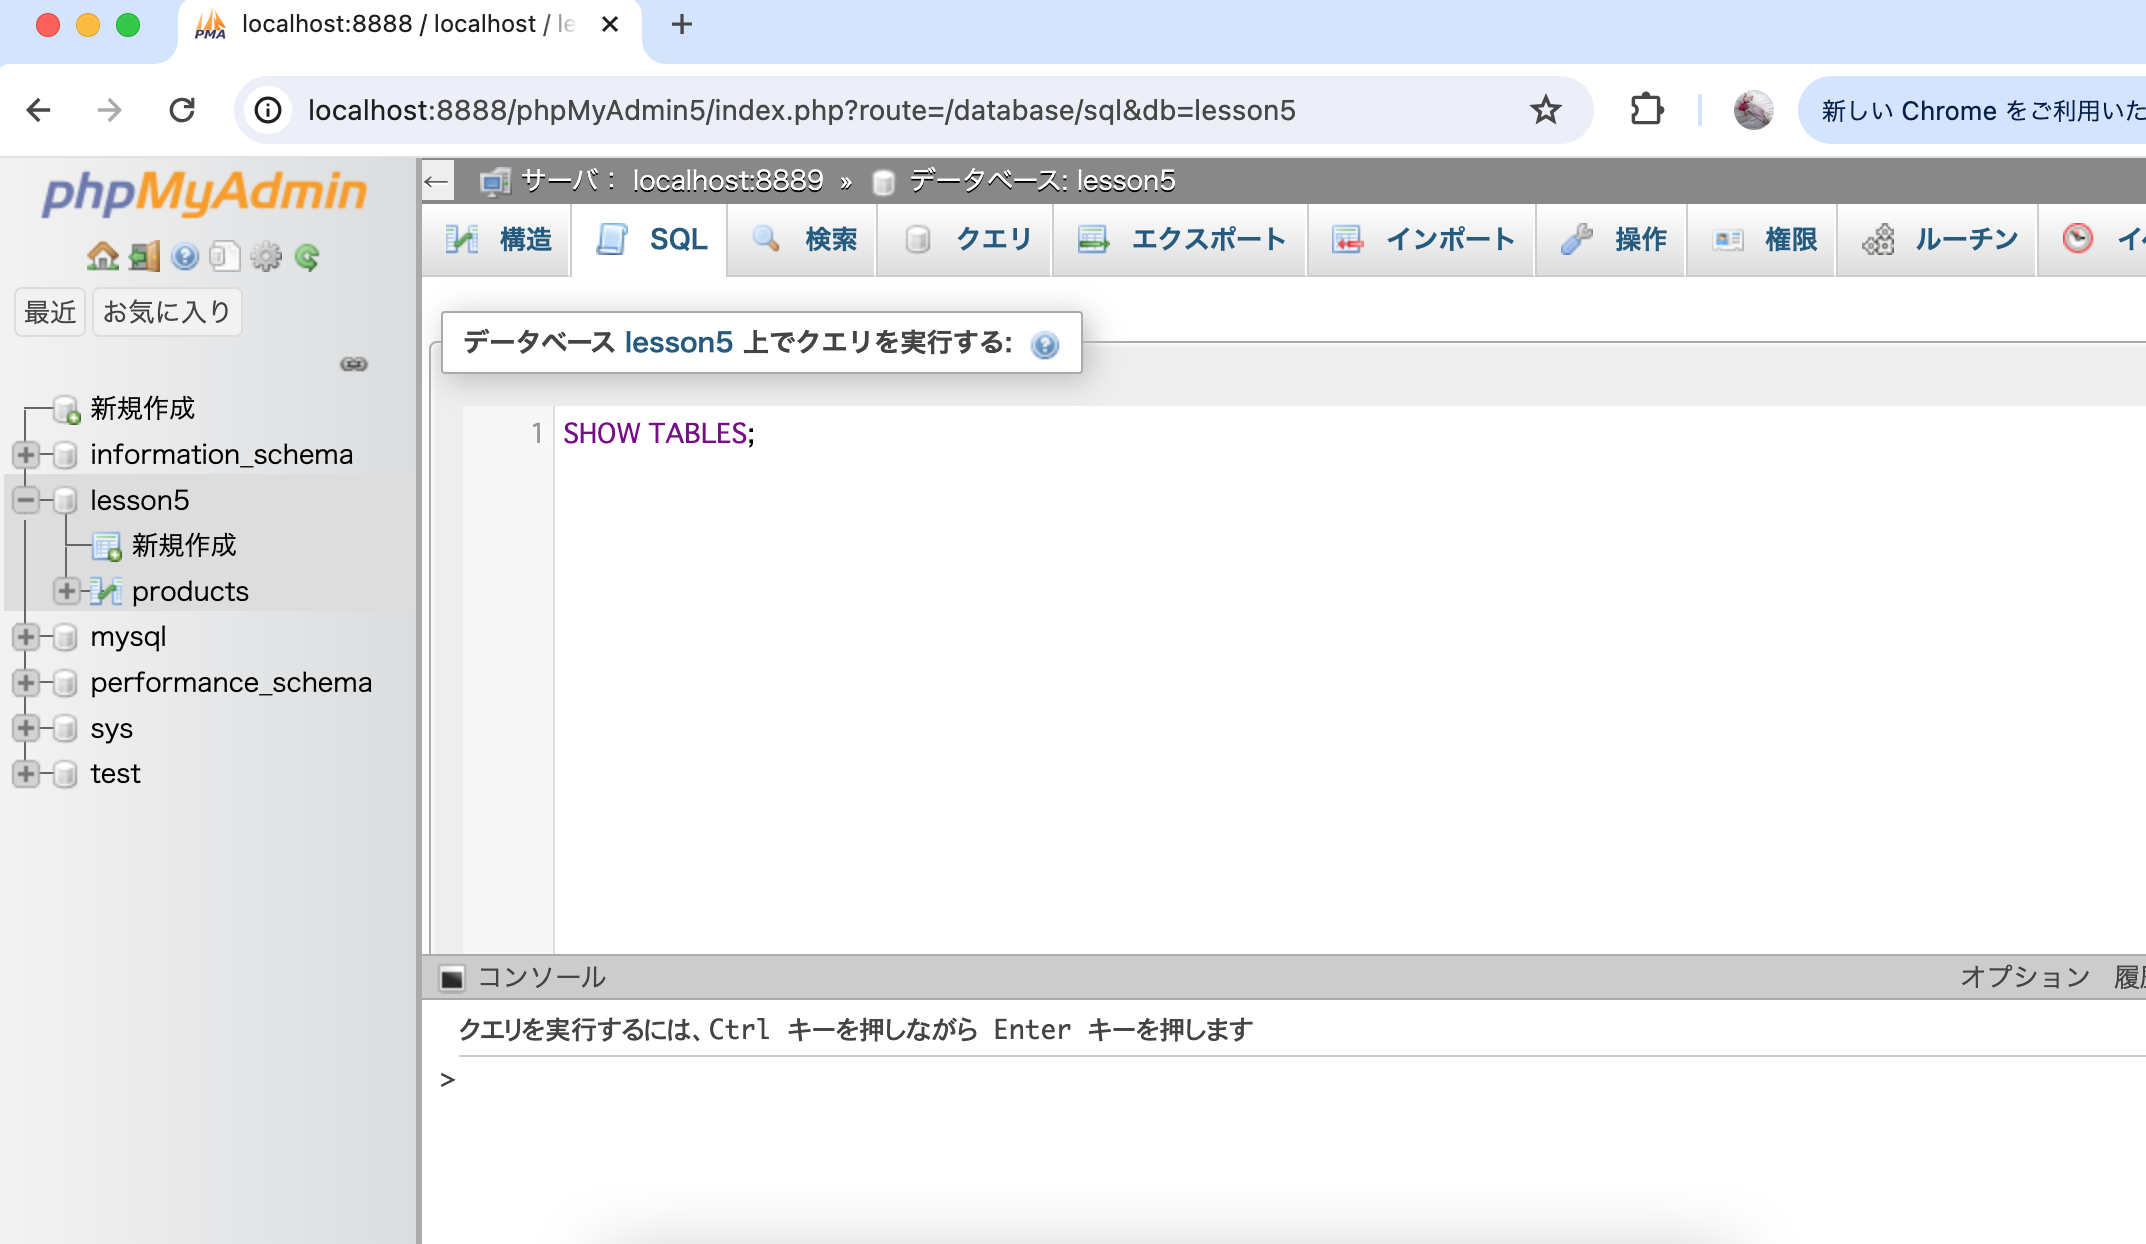 PMA localhost:8888 / localhost / le
localhost:8888/phpMyAdmin5/index.php?route=/database/sql&db=lesson5
新しい Chrome をご利用いた
phpMyAdmin
最近 お気に入り
新規作成
information_schema
lesson5
新規作成
products
mysql
performance_schema
sys
test
サーバ： localhost:8889 » データベース: lesson5
構造 SQL 検索 クエリ エクスポート インポート 操作 権限 ルーチン イ
データベース lesson5 上でクエリを実行する:
1 SHOW TABLES;
コンソール オプション 履
クエリを実行するには、Ctrl キーを押しながら Enter キーを押します
>